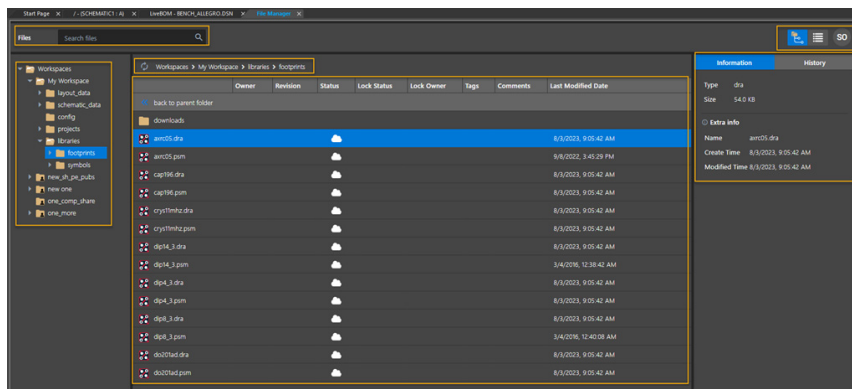 Start Page X / - (SCHEMATIC1 : A) X LiveBOM - BENCH_ALLEGRO.DSN X File Manager X
Files Search files SO
Workspaces
My Workspace
layout_data
schematic_data
config
projects
libraries
footprints
symbols
new_sh_pe_pubs
new one
one_comp_share
one_more
Workspaces > My Workspace > libraries > footprints
Owner Revision Status Lock Status Lock Owner Tags Comments Last Modified Date
back to parent folder
downloads
axrc05.dra 8/3/2023, 9:05:42 AM
axrc05.psm 9/8/2022, 3:45:29 PM
cap196.dra 8/3/2023, 9:05:42 AM
cap196.psm 8/3/2023, 9:05:42 AM
crys11mhz.dra 8/3/2023, 9:05:42 AM
crys11mhz.psm 8/3/2023, 9:05:42 AM
dip14_3.dra 8/3/2023, 9:05:42 AM
dip14_3.psm 3/4/2016, 12:38:42 AM
dip4_3.dra 8/3/2023, 9:05:42 AM
dip4_3.psm 8/3/2023, 9:05:42 AM
dip8_3.dra 8/3/2023, 9:05:42 AM
dip8_3.psm 3/4/2016, 12:40:08 AM
do201ad.dra 8/3/2023, 9:05:42 AM
do201ad.psm 8/3/2023, 9:05:42 AM
Information History
Type dra
Size 54.0 KB
Extra info
Name axrc05.dra
Create Time 8/3/2023, 9:05:42 AM
Modified Time 8/3/2023, 9:05:42 AM